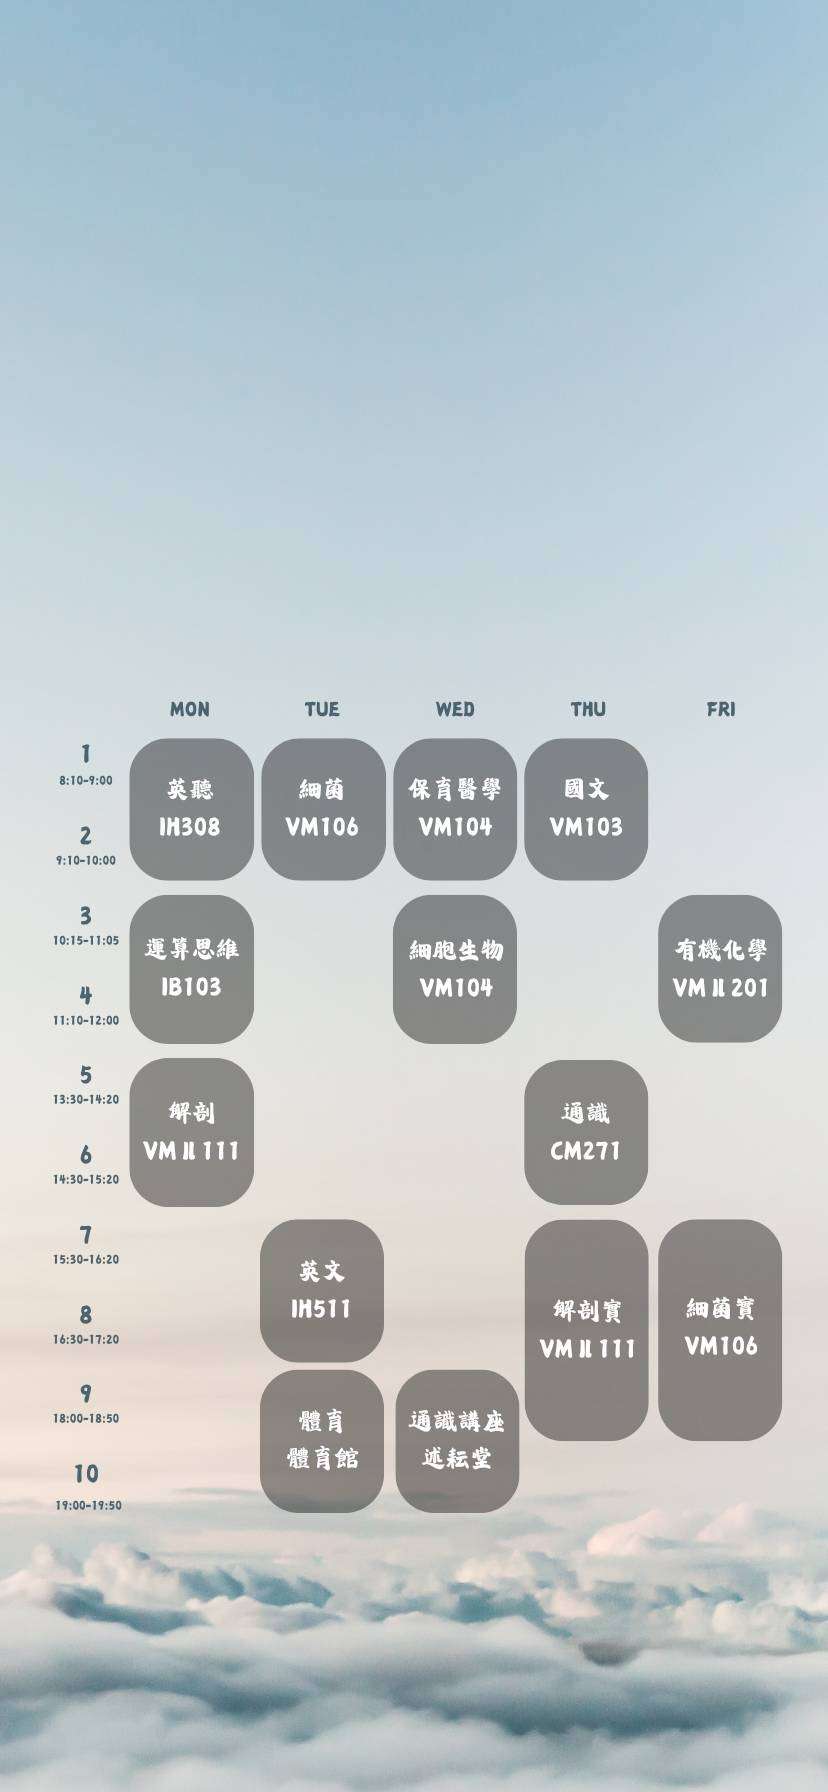 MON TUE WED THU FRI
1
8:10-9:00
2
9:10-10:00
英聽
IH308
細菌
VM106
保育醫學
VM104
國文
VM103
3
10:15-11:05
4
11:10-12:00
運算思維
IB103
細胞生物
VM104
有機化學
VM II 201
5
13:30-14:20
6
14:30-15:20
解剖
VM II 111
通識
CM271
7
15:30-16:20
8
16:30-17:20
英文
IH511
解剖實
VM II 111
細菌實
VM106
9
18:00-18:50
10
19:00-19:50
體育
體育館
通識講座
述耘堂